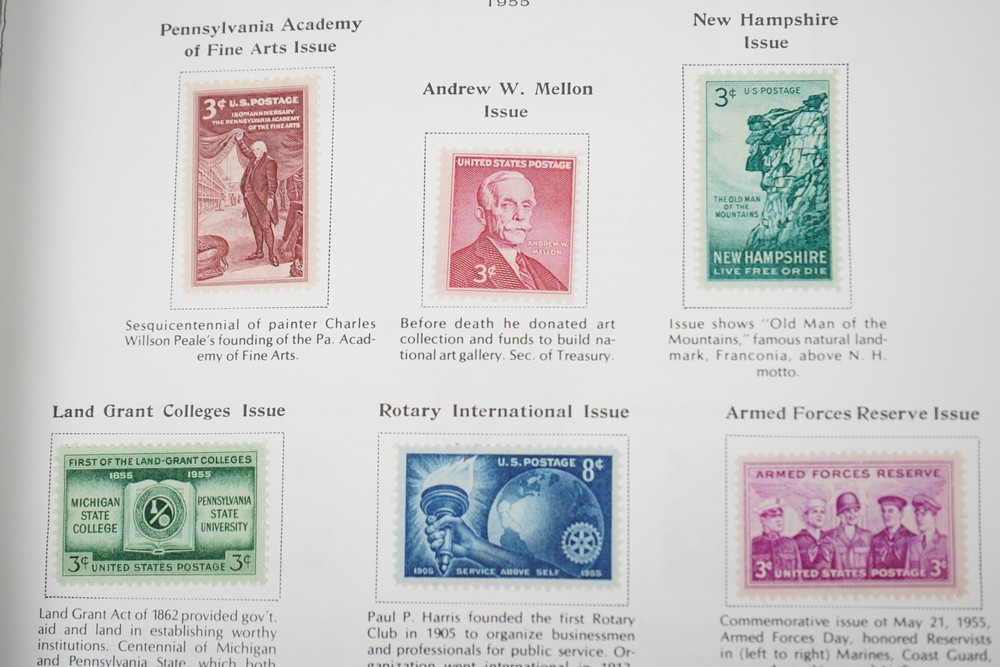 1955
Pennsylvania Academy
of Fine Arts Issue
3¢ U.S. POSTAGE
150TH ANNIVERSARY
THE PENNSYLVANIA ACADEMY
OF THE FINE ARTS
Sesquicentennial of painter Charles
Willson Peale's founding of the Pa. Acad-
emy of Fine Arts.
Andrew W. Mellon
Issue
UNITED STATES POSTAGE
ANDREW W.
MELLON
3¢
Before death he donated art
collection and funds to build na-
tional art gallery. Sec. of Treasury.
New Hampshire
Issue
3¢ U·S·POSTAGE
THE OLD MAN
OF THE
MOUNTAINS
NEW HAMPSHIRE
LIVE FREE OR DIE
Issue shows "Old Man of the
Mountains," famous natural land-
mark, Franconia, above N. H.
motto.
Land Grant Colleges Issue
FIRST OF THE LAND-GRANT COLLEGES
1855 1955
MICHIGAN
STATE
COLLEGE
PENNSYLVANIA
STATE
UNIVERSITY
3¢ UNITED STATES POSTAGE 3¢
Land Grant Act of 1862 provided gov't.
aid and land in establishing worthy
institutions. Centennial of Michigan
and Pennsylvania State, which both
Rotary International Issue
U.S. POSTAGE 8¢
1905 SERVICE ABOVE SELF 1955
Paul P. Harris founded the first Rotary
Club in 1905 to organize businessmen
and professionals for public service. Or-
ganization went international in 1912.
Armed Forces Reserve Issue
ARMED FORCES RESERVE
3¢ UNITED STATES POSTAGE 3¢
Commemorative issue of May 21, 1955,
Armed Forces Day, honored Reservists
in (left to right) Marines, Coast Guard,